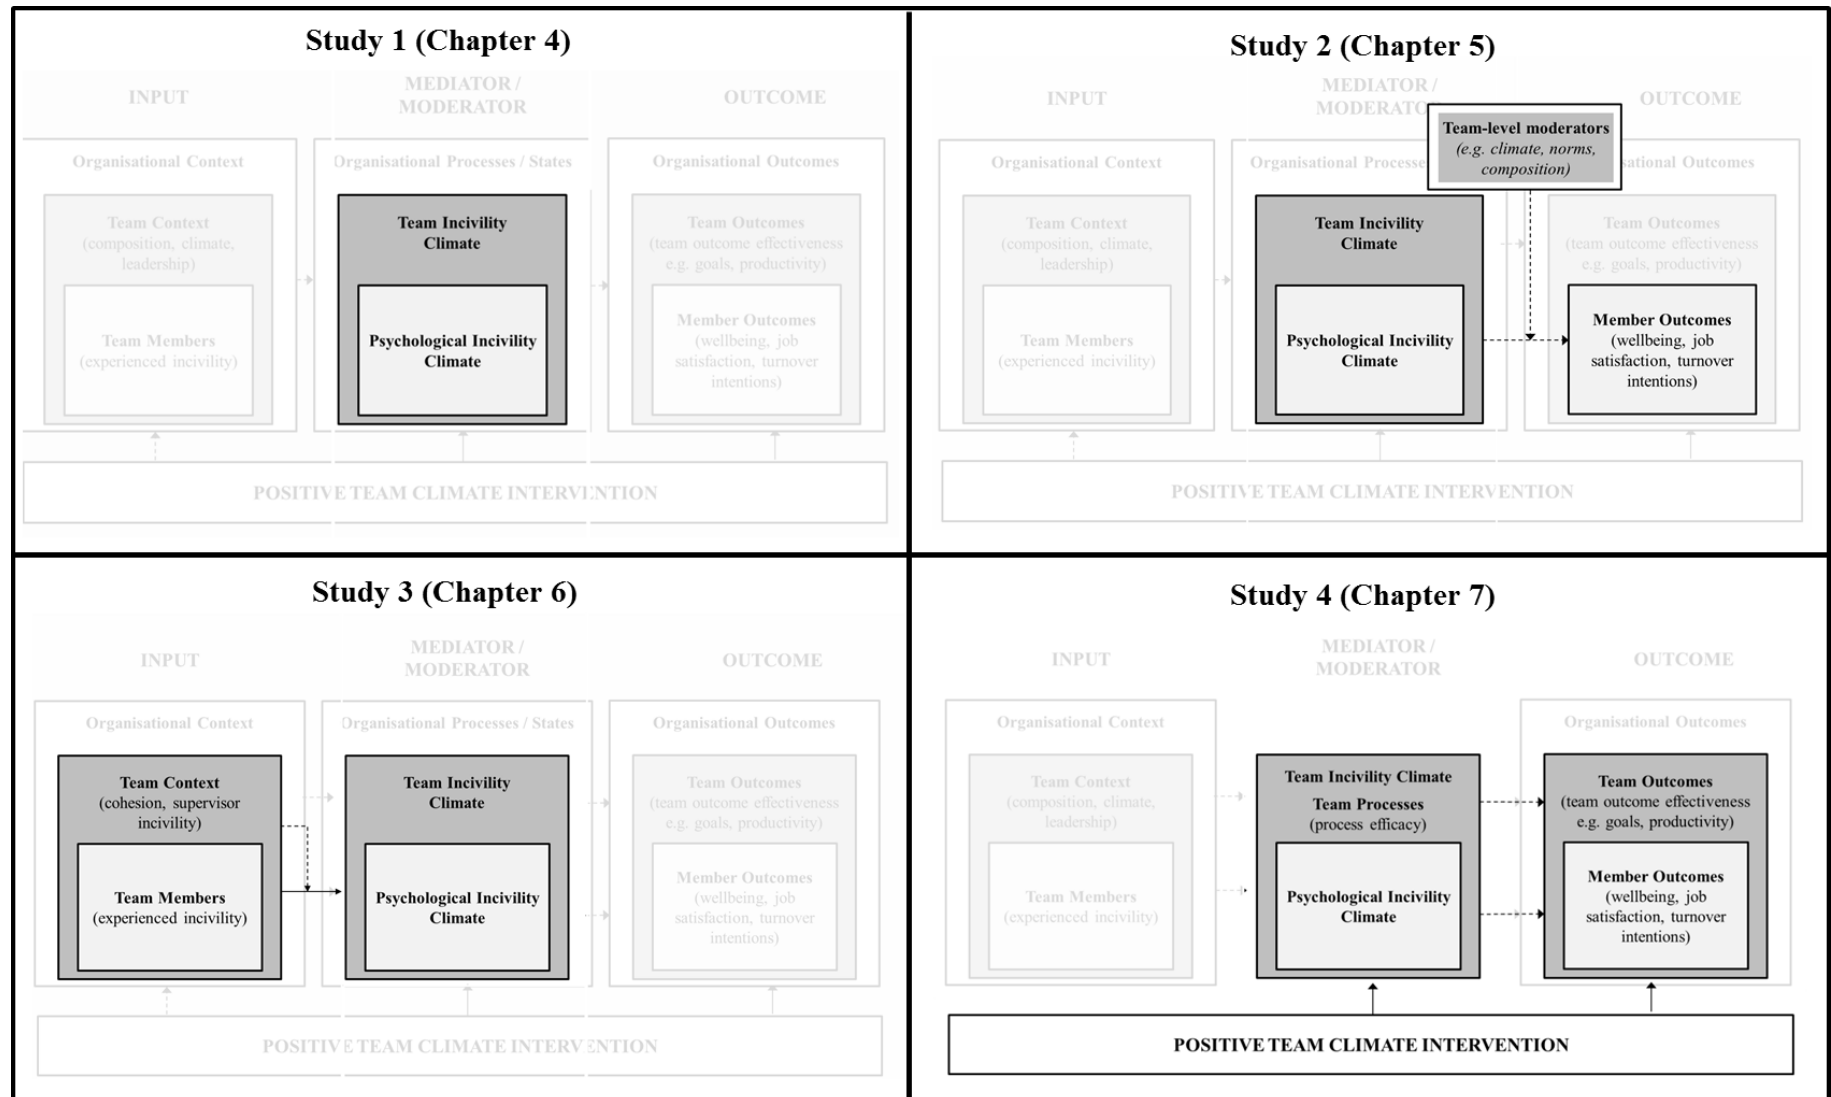 Study 1 (Chapter 4)
INPUT
MEDIATOR /
MODERATOR
OUTCOME
Organisational Context
Team Context
(composition, climate,
leadership)
Team Members
(experienced incivility)
Organisational Processes / States
Team Incivility
Climate
Psychological Incivility
Climate
Organisational Outcomes
Team Outcomes
(team outcome effectiveness
e.g. goals, productivity)
Member Outcomes
(wellbeing, job
satisfaction, turnover
intentions)
POSITIVE TEAM CLIMATE INTERVENTION
Study 2 (Chapter 5)
INPUT
MEDIATOR /
MODERATO
OUTCOME
Organisational Context
Team Context
(composition, climate,
leadership)
Team Members
(experienced incivility)
Organisational Processes
Team Incivility
Climate
Psychological Incivility
Climate
Team-level moderators
(e.g. climate, norms,
composition)
sational Outcomes
Team Outcomes
(team outcome effectiveness
e.g. goals, productivity)
Member Outcomes
(wellbeing, job
satisfaction, turnover
intentions)
POSITIVE TEAM CLIMATE INTERVENTION
Study 3 (Chapter 6)
INPUT
MEDIATOR /
MODERATOR
OUTCOME
Organisational Context
Team Context
(cohesion, supervisor
incivility)
Team Members
(experienced incivility)
Organisational Processes / States
Team Incivility
Climate
Psychological Incivility
Climate
Organisational Outcomes
Team Outcomes
(team outcome effectiveness
e.g. goals, productivity)
Member Outcomes
(wellbeing, job
satisfaction, turnover
intentions)
POSITIVE TEAM CLIMATE INTERVENTION
Study 4 (Chapter 7)
INPUT
MEDIATOR /
MODERATOR
OUTCOME
Organisational Context
Team Context
(composition, climate,
leadership)
Team Members
(experienced incivility)
Team Incivility Climate
Team Processes
(process efficacy)
Psychological Incivility
Climate
Organisational Outcomes
Team Outcomes
(team outcome effectiveness
e.g. goals, productivity)
Member Outcomes
(wellbeing, job
satisfaction, turnover
intentions)
POSITIVE TEAM CLIMATE INTERVENTION